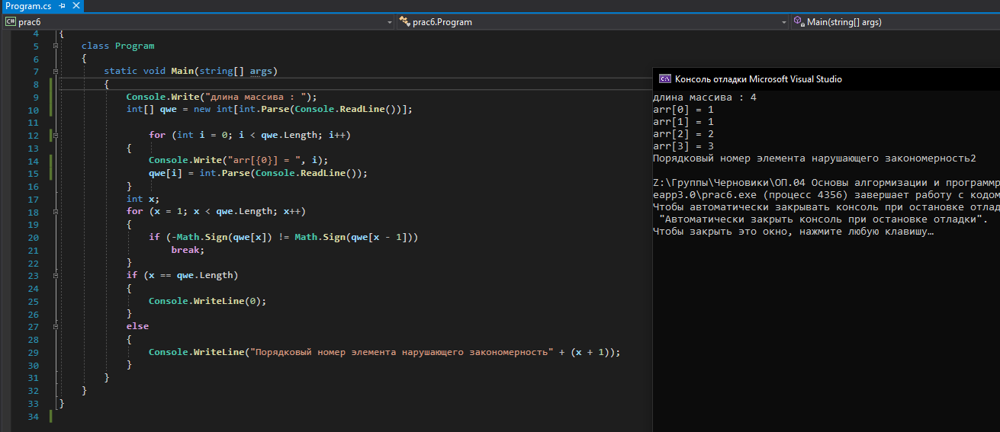 Program.cs
C# prac6
prac6.Program
Main(string[] args)
4 {
5 class Program
6 {
7 static void Main(string[] args)
8 {
9 Console.Write("длина массива : ");
10 int[] qwe = new int[int.Parse(Console.ReadLine())];
11
12 for (int i = 0; i < qwe.Length; i++)
13 {
14 Console.Write("arr[{0}] = ", i);
15 qwe[i] = int.Parse(Console.ReadLine());
16 }
17 int x;
18 for (x = 1; x < qwe.Length; x++)
19 {
20 if (-Math.Sign(qwe[x]) != Math.Sign(qwe[x - 1]))
21 break;
22 }
23 if (x == qwe.Length)
24 {
25 Console.WriteLine(0);
26 }
27 else
28 {
29 Console.WriteLine("Порядковый номер элемента нарушающего закономерность" + (x + 1));
30 }
31 }
32 }
33 }
34
Консоль отладки Microsoft Visual Studio
длина массива : 4
arr[0] = 1
arr[1] = 1
arr[2] = 2
arr[3] = 3
Порядковый номер элемента нарушающего закономерность2
Z:\Группы\Черновики\ОП.04 Основы алгормизации и программр
eapp3.0\prac6.exe (процесс 4356) завершает работу с кодом
Чтобы автоматически закрывать консоль при остановке отлад
"Автоматически закрыть консоль при остановке отладки".
Чтобы закрыть это окно, нажмите любую клавишу…